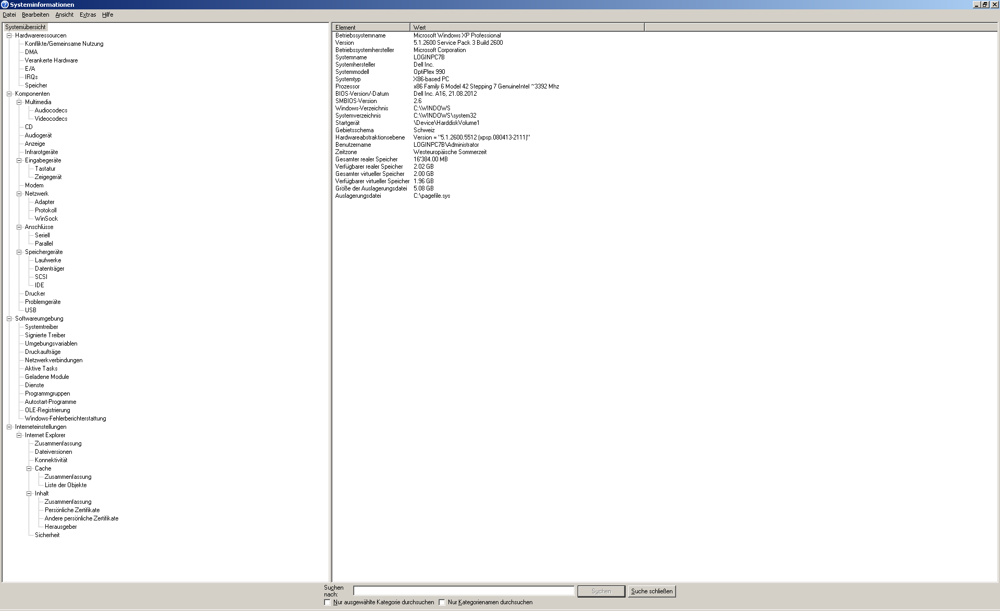 Systeminformationen
Datei Bearbeiten Ansicht Extras Hilfe
Systemübersicht
Hardwareressourcen
Konflikte/Gemeinsame Nutzung
DMA
Verankerte Hardware
E/A
IRQs
Speicher
Komponenten
Multimedia
Audiocodecs
Videocodecs
CD
Audiogerät
Anzeige
Infrarotgeräte
Eingabegeräte
Tastatur
Zeigegerät
Modem
Netzwerk
Adapter
Protokoll
WinSock
Anschlüsse
Seriell
Parallel
Speichergeräte
Laufwerke
Datenträger
SCSI
IDE
Drucker
Problemgeräte
USB
Softwareumgebung
Systemtreiber
Signierte Treiber
Umgebungsvariablen
Druckaufträge
Netzwerkverbindungen
Aktive Tasks
Geladene Module
Dienste
Programmgruppen
Autostart-Programme
OLE-Registrierung
Windows-Fehlerberichterstattung
Interneteinstellungen
Internet Explorer
Zusammenfassung
Dateiversionen
Konnektivität
Cache
Zusammenfassung
Liste der Objekte
Inhalt
Zusammenfassung
Persönliche Zertifikate
Andere persönliche Zertifikate
Herausgeber
Sicherheit
Element Wert
Betriebssystemname Microsoft Windows XP Professional
Version 5.1.2600 Service Pack 3 Build 2600
Betriebssystemhersteller Microsoft Corporation
Systemname LOGINPC7B
Systemhersteller Dell Inc.
Systemmodell OptiPlex 990
Systemtyp X86-based PC
Prozessor x86 Family 6 Model 42 Stepping 7 GenuineIntel ~3392 Mhz
BIOS-Version/-Datum Dell Inc. A16, 21.08.2012
SMBIOS-Version 2.6
Windows-Verzeichnis C:\WINDOWS
Systemverzeichnis C:\WINDOWS\system32
Startgerät \Device\HarddiskVolume1
Gebietsschema Schweiz
Hardwareabstraktionsebene Version = "5.1.2600.5512 (xpsp.080413-2111)"
Benutzername LOGINPC7B\Administrator
Zeitzone Westeuropäische Sommerzeit
Gesamter realer Speicher 16'384.00 MB
Verfügbarer realer Speicher 2.02 GB
Gesamter virtueller Speicher 2.00 GB
Verfügbarer virtueller Speicher 1.96 GB
Größe der Auslagerungsdatei 5.08 GB
Auslagerungsdatei C:\pagefile.sys
Suchen nach: Suchen Suche schließen
Nur ausgewählte Kategorie durchsuchen Nur Kategorienamen durchsuchen